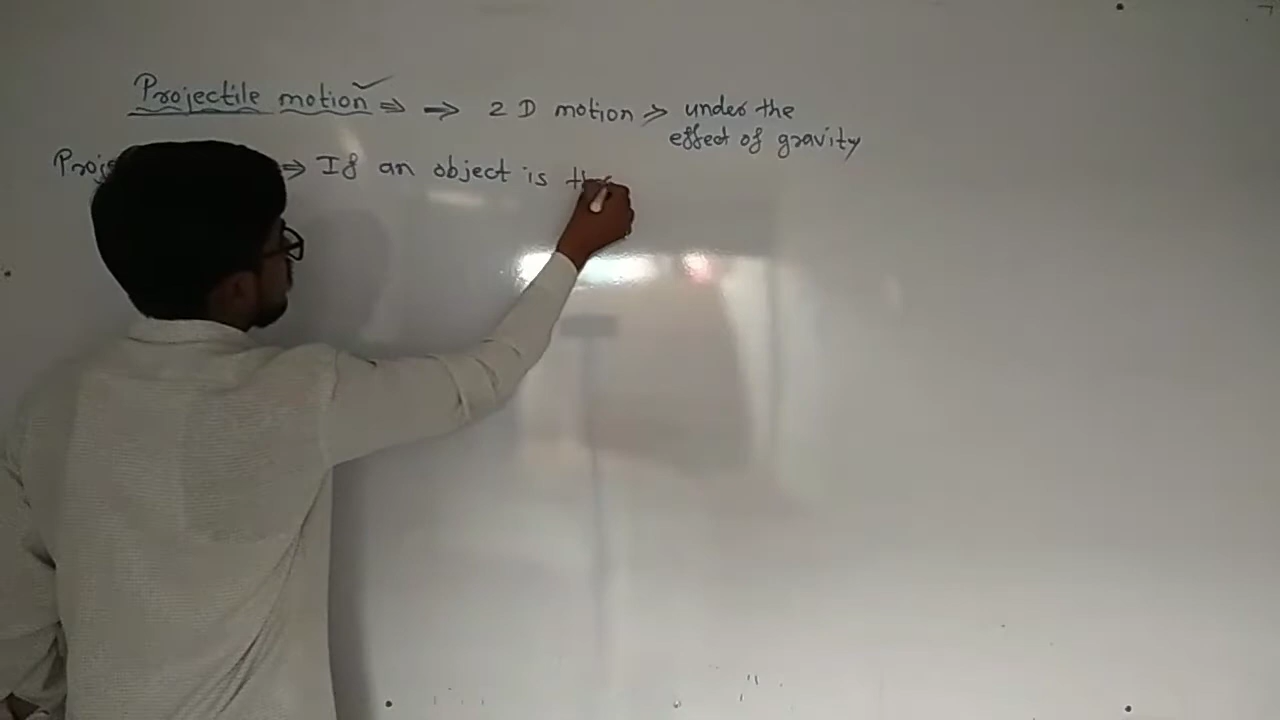 Projectile motion ✓ ⇒ → 2 D motion > under the
effect of gravity
⇒ If an object is